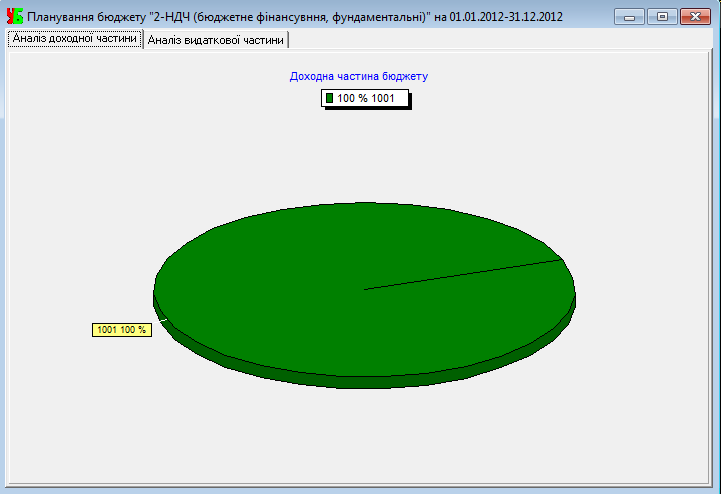 Планування бюджету "2-НДЧ (бюджетне фінансувння, фундаментальні)" на 01.01.2012-31.12.2012
Аналіз доходної частини
Аналіз видаткової частини
Доходна частина бюджету
100 % 1001
1001 100 %